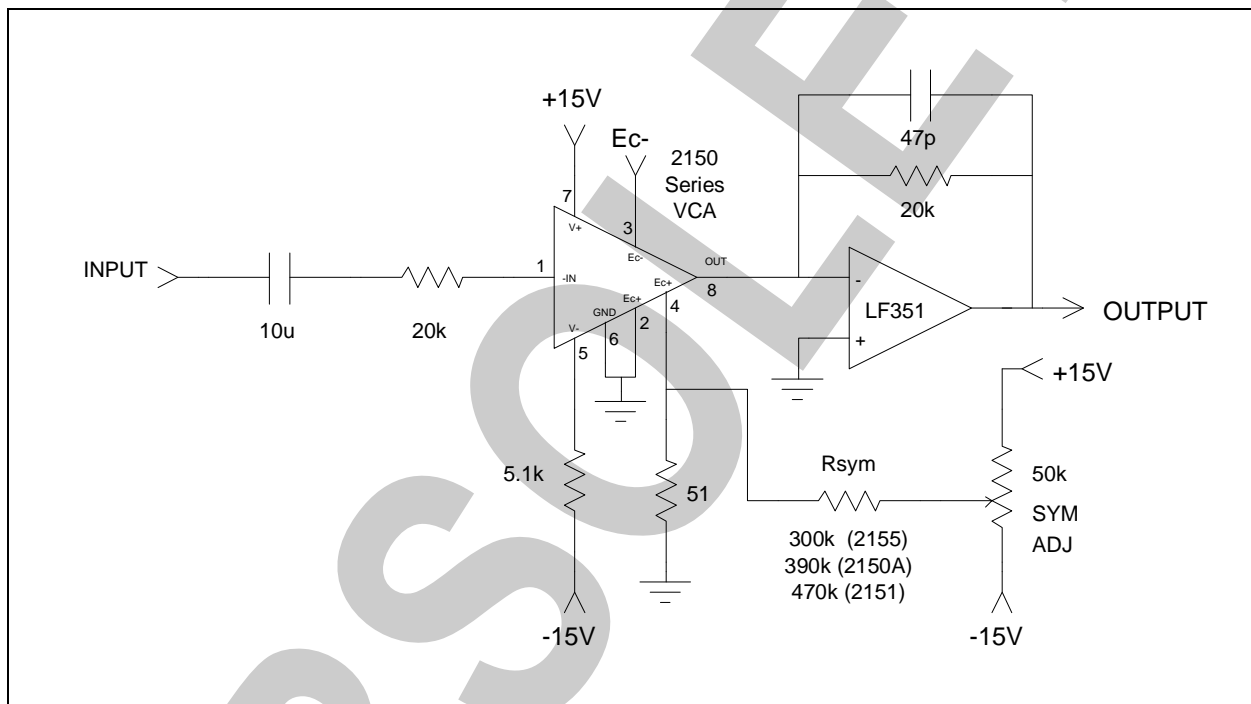 +15V
Ec-
2150
Series
VCA
47p
20k
7
V+
3
Ec-
INPUT
10u
20k
1
-IN
OUT
8
Ec+
4
Ec+
2
GND
6
V-
5
-
+
LF351
OUTPUT
+15V
5.1k
51
Rsym
300k (2155)
390k (2150A)
470k (2151)
50k
SYM
ADJ
-15V
-15V